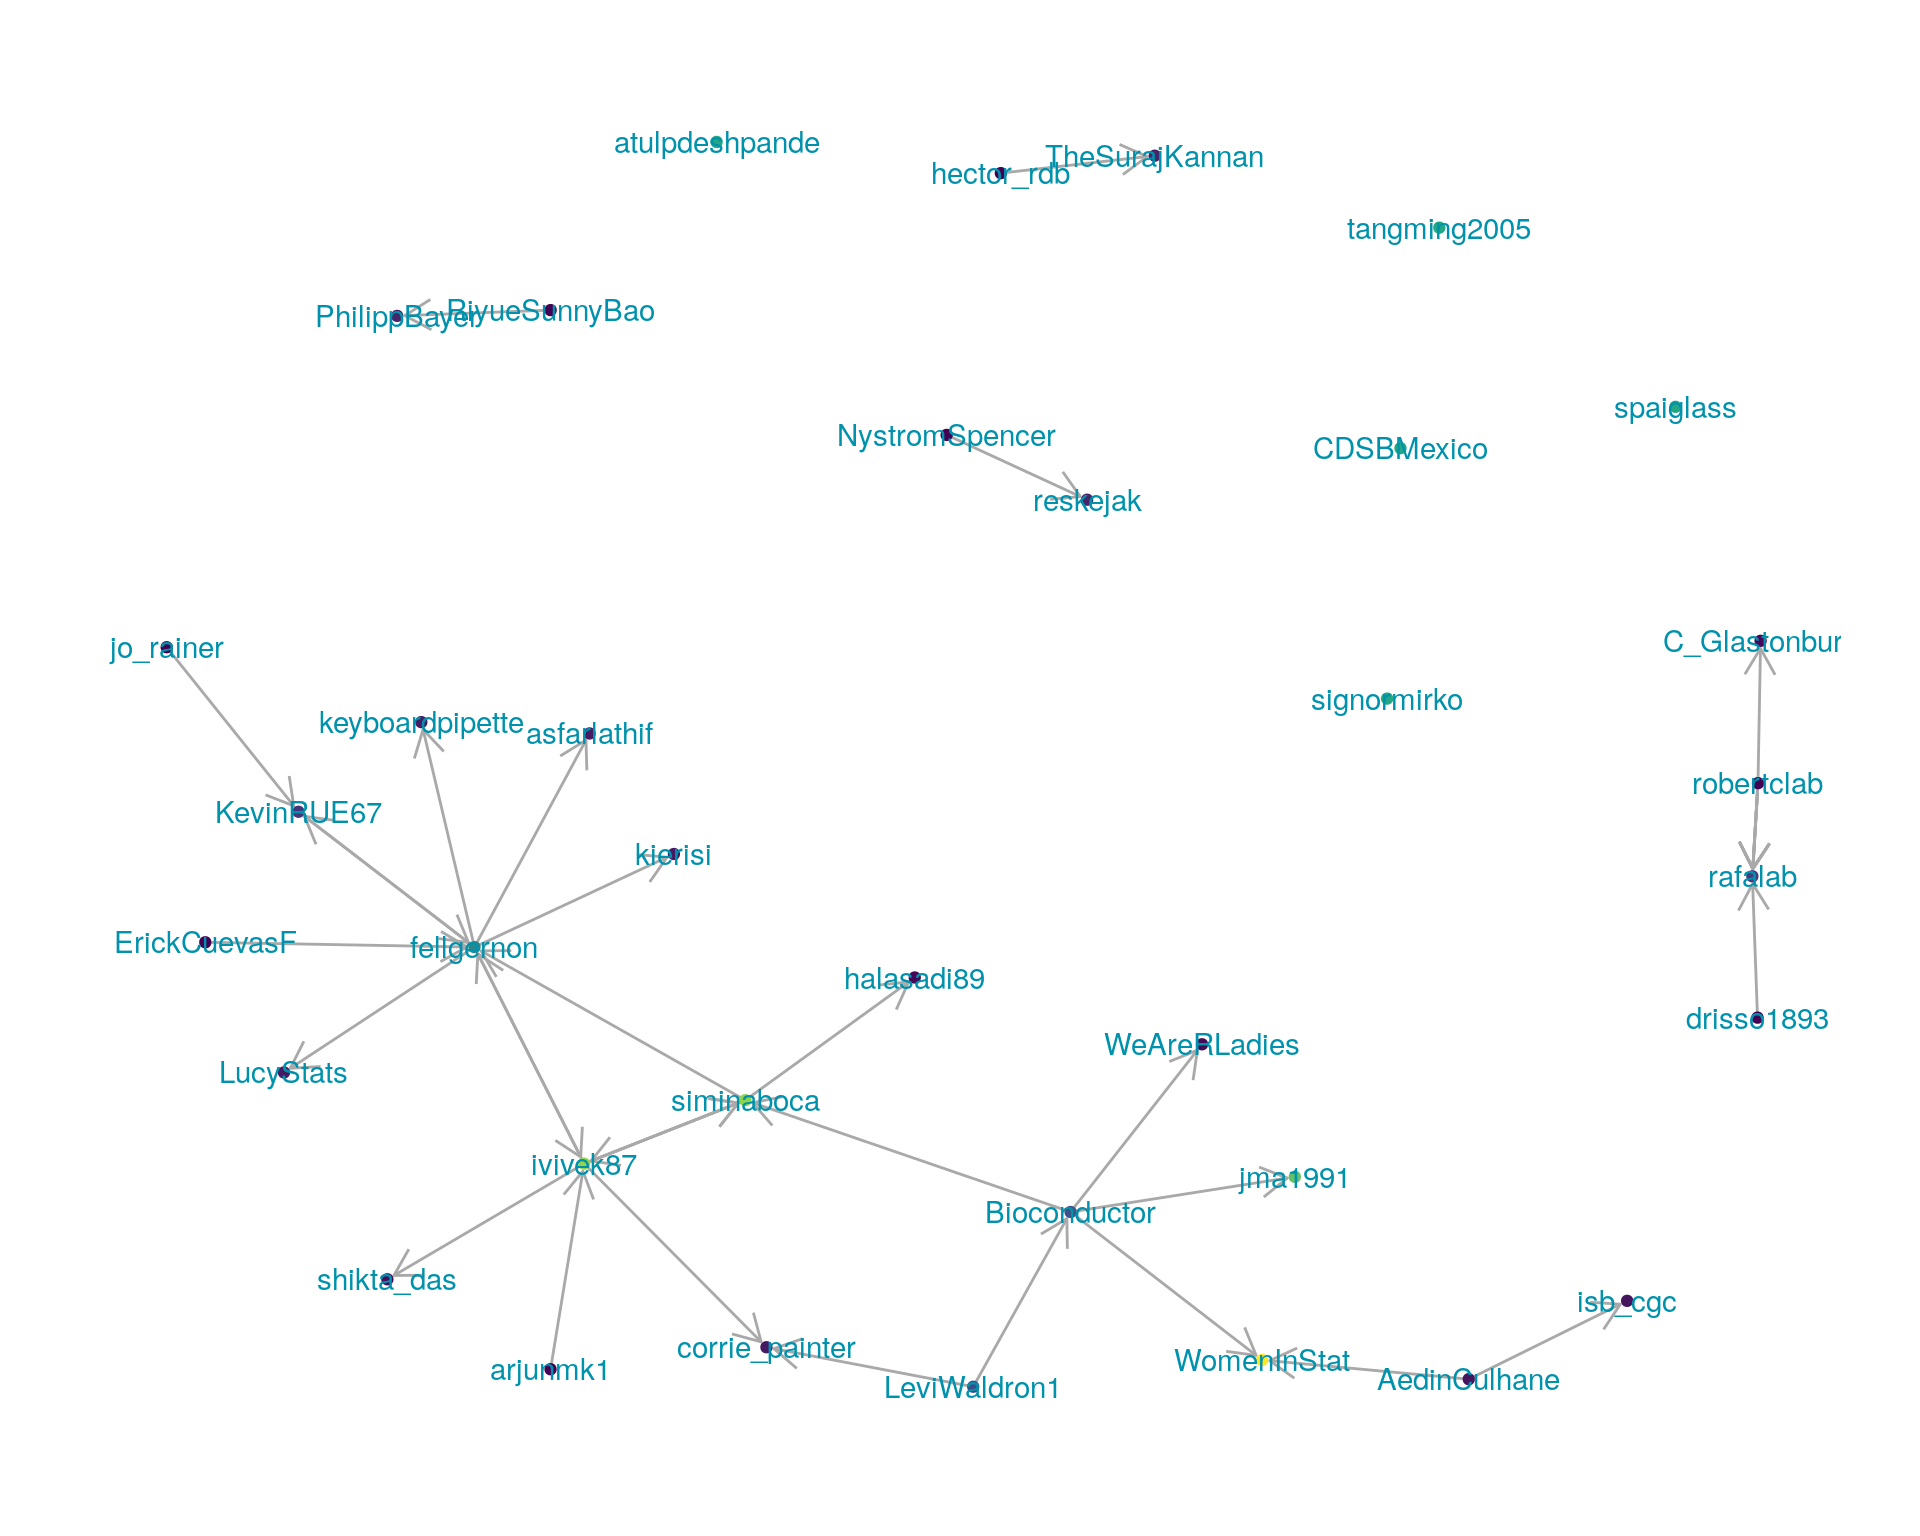 atulpdeshpande
TheSurajKannan
hector_rdb
tangming2005
PhilippBayer
RiyueSunnyBao
spaiglass
NystromSpencer
CDSBMexico
reskejak
C_Glastonbur
jo_rainer
signormirko
keyboardpipette
asfarlathif
robertclab
KevinRUE67
kierisi
rafalab
ErickCuevasF
fellgernon
halasadi89
drisso1893
WeAreRLadies
LucyStats
siminaboca
ivivek87
jma1991
Bioconductor
shikta_das
isb_cgc
corrie_painter
WomenInStat
arjunmk1
LeviWaldron1
AedinCulhane